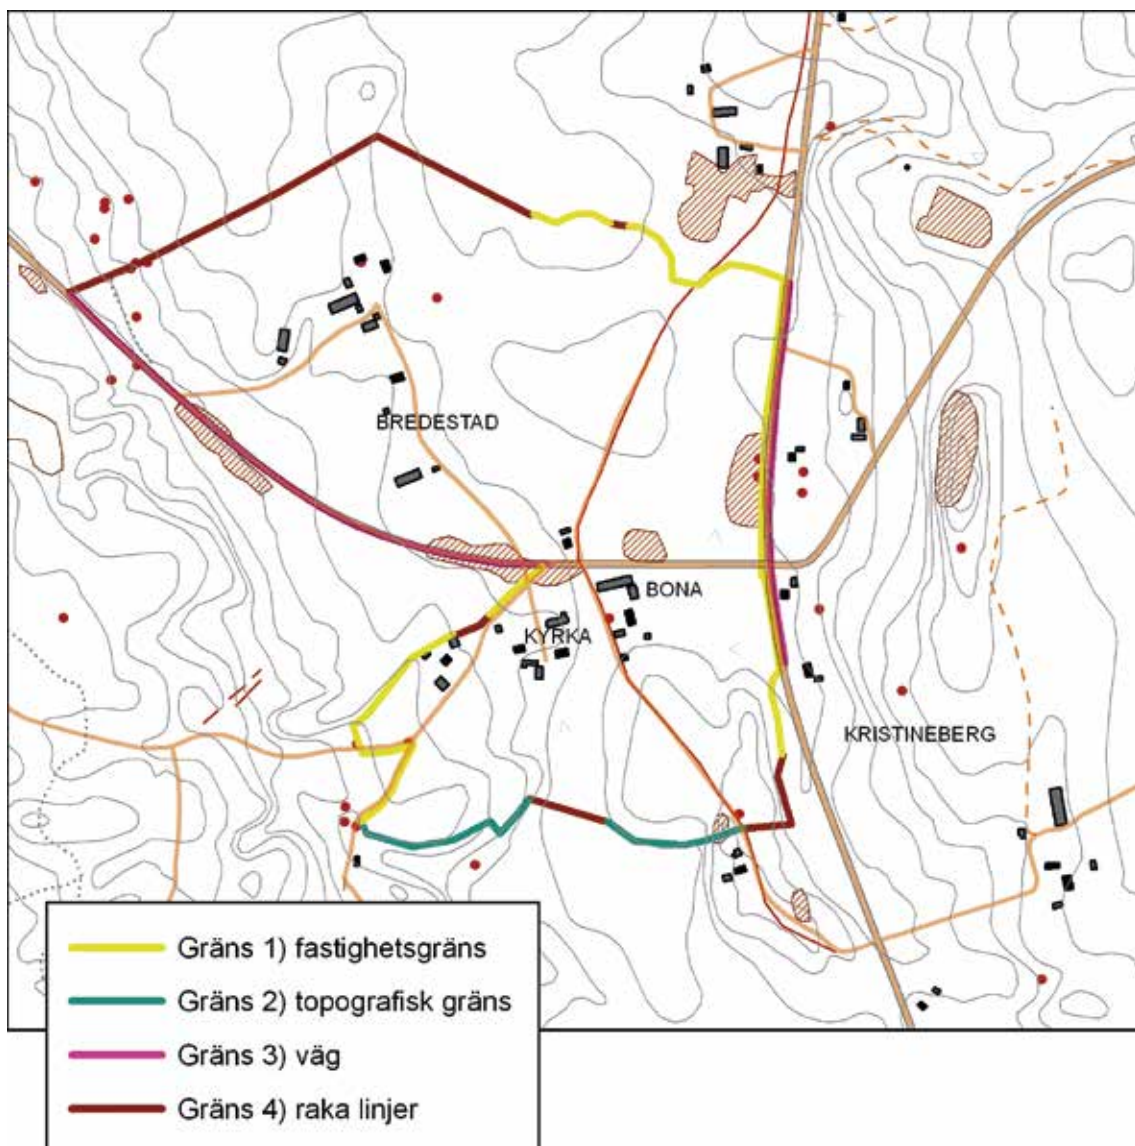 BREDESTAD
BONA
KYRKA
KRISTINEBERG
Gräns 1) fastighetsgräns
Gräns 2) topografisk gräns
Gräns 3) väg
Gräns 4) raka linjer